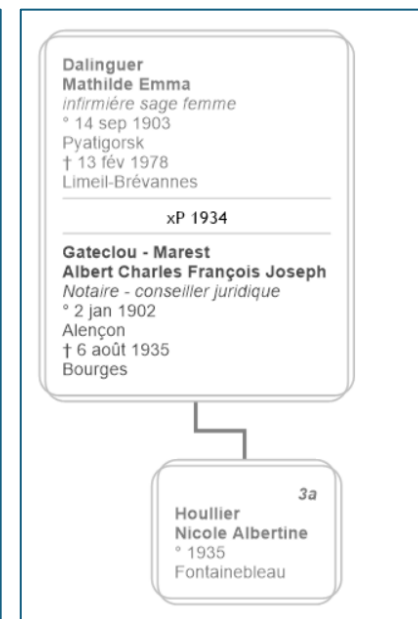 Dalinguer
Mathilde Emma
infirmiére sage femme
° 14 sep 1903
Pyatigorsk
† 13 fév 1978
Limeil-Brévannes
xP 1934
Gateclou - Marest
Albert Charles François Joseph
Notaire - conseiller juridique
° 2 jan 1902
Alençon
† 6 août 1935
Bourges
3a
Houllier
Nicole Albertine
° 1935
Fontainebleau